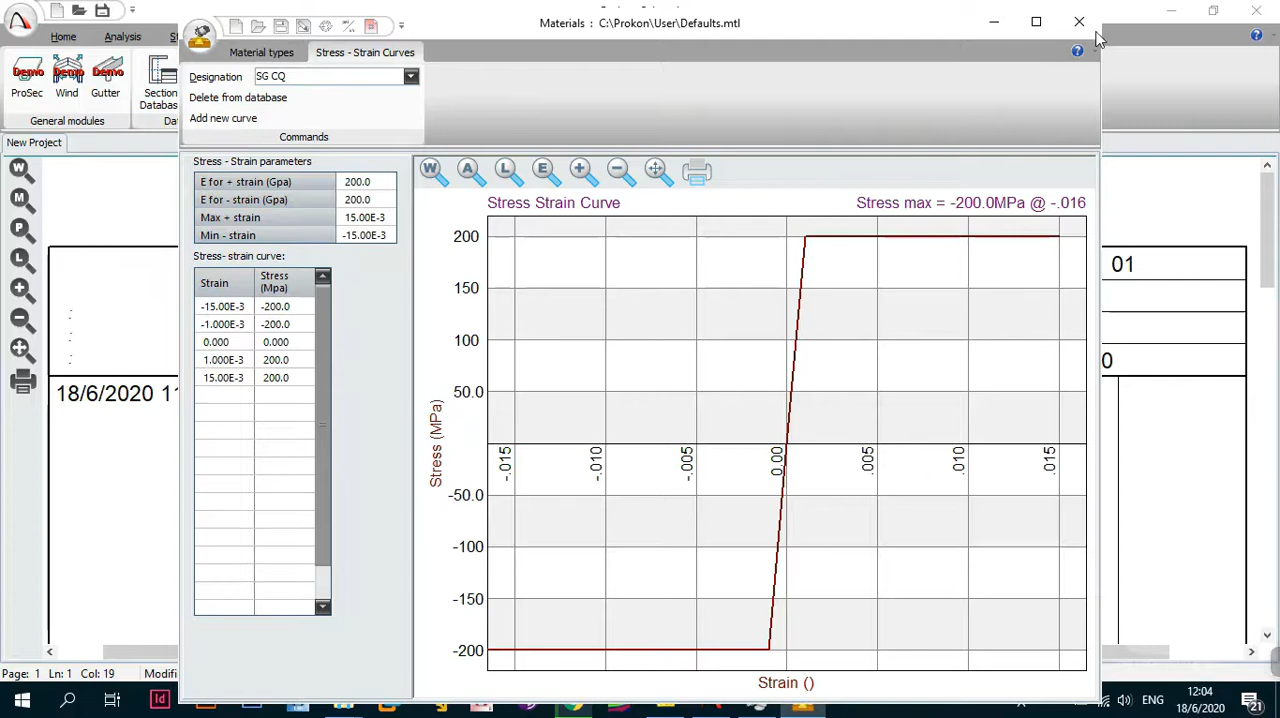 Materials : C:\Prokon\User\Defaults.mtl
Home Analysis
Material types Stress - Strain Curves
Demo Demo Demo
ProSec Wind Gutter Section Database
General modules
Designation SG CQ
Delete from database
Add new curve
Commands
New Project
Stress - Strain parameters
E for + strain (Gpa) 200.0
E for - strain (Gpa) 200.0
Max + strain 15.00E-3
Min - strain -15.00E-3
Stress- strain curve:
Strain Stress (Mpa)
-15.00E-3 -200.0
-1.000E-3 -200.0
0.000 0.000
1.000E-3 200.0
15.00E-3 200.0
W A L E
W
M
P
L
Stress Strain Curve Stress max = -200.0MPa @ -.016
200
150
100
50.0
-50.0
-100
-150
-200
Stress (MPa)
-.015 -.010 -.005 0.00 .005 .010 .015
Strain ()
01
0
18/6/2020 1
Page: 1 Ln: 1 Col: 19 Modifi
Id
ENG
12:04
18/6/2020
21